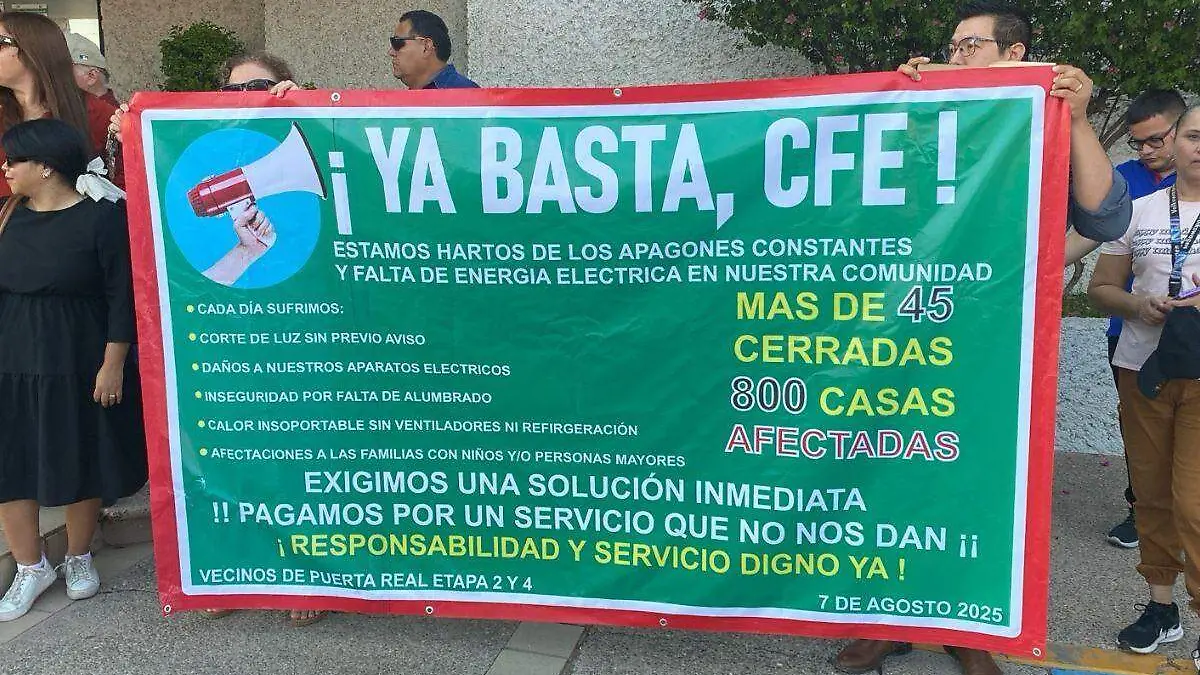 ¡ YA BASTA, CFE !
ESTAMOS HARTOS DE LOS APAGONES CONSTANTES
Y FALTA DE ENERGIA ELECTRICA EN NUESTRA COMUNIDAD
• CADA DÍA SUFRIMOS:
• CORTE DE LUZ SIN PREVIO AVISO
• DAÑOS A NUESTROS APARATOS ELECTRICOS
• INSEGURIDAD POR FALTA DE ALUMBRADO
• CALOR INSOPORTABLE SIN VENTILADORES NI REFIRGERACIÓN
• AFECTACIONES A LAS FAMILIAS CON NIÑOS Y/O PERSONAS MAYORES
MAS DE 45
CERRADAS
800 CASAS
AFECTADAS
EXIGIMOS UNA SOLUCIÓN INMEDIATA
!! PAGAMOS POR UN SERVICIO QUE NO NOS DAN ¡¡
¡ RESPONSABILIDAD Y SERVICIO DIGNO YA !
VECINOS DE PUERTA REAL ETAPA 2 Y 4
7 DE AGOSTO 2025